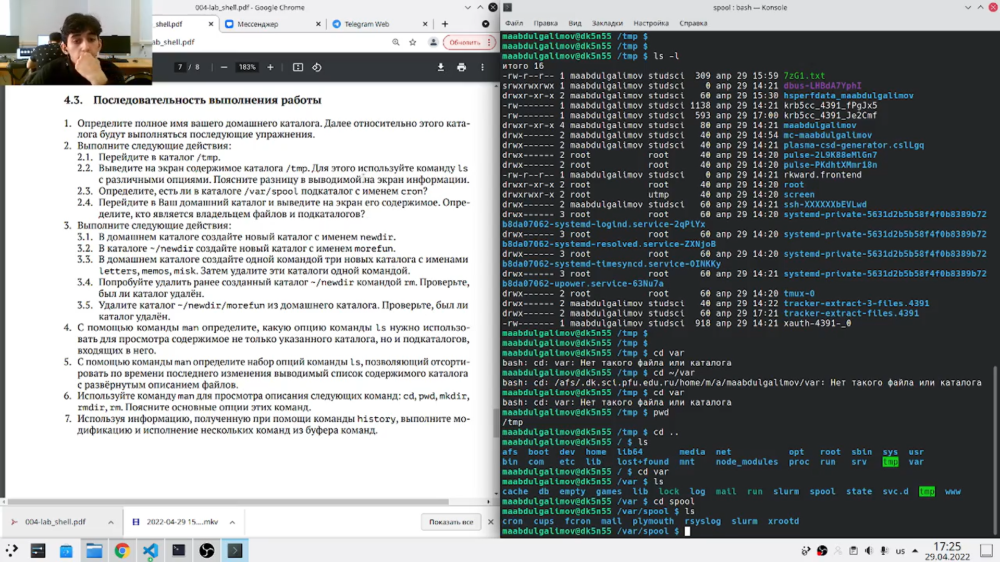 004-lab_shell.pdf - Google Chrome
_shell.pdf
Мессенджер
Telegram Web
ab_shell.pdf
Обновить
7 / 8
183%
4.3. Последовательность выполнения работы
1. Определите полное имя вашего домашнего каталога. Далее относительно этого ката-
лога будут выполняться последующие упражнения.
2. Выполните следующие действия:
2.1. Перейдите в каталог /tmp.
2.2. Выведите на экран содержимое каталога /tmp. Для этого используйте команду ls
с различными опциями. Поясните разницу в выводимой на экран информации.
2.3. Определите, есть ли в каталоге /var/spool подкаталог с именем cron?
2.4. Перейдите в Ваш домашний каталог и выведите на экран его содержимое. Опре-
делите, кто является владельцем файлов и подкаталогов?
3. Выполните следующие действия:
3.1. В домашнем каталоге создайте новый каталог с именем newdir.
3.2. В каталоге ~/newdir создайте новый каталог с именем morefun.
3.3. В домашнем каталоге создайте одной командой три новых каталога с именами
letters, memos, misk. Затем удалите эти каталоги одной командой.
3.4. Попробуйте удалить ранее созданный каталог ~/newdir командой rm. Проверьте,
был ли каталог удалён.
3.5. Удалите каталог ~/newdir/morefun из домашнего каталога. Проверьте, был ли
каталог удалён.
4. С помощью команды man определите, какую опцию команды ls нужно использо-
вать для просмотра содержимое не только указанного каталога, но и подкаталогов,
входящих в него.
5. С помощью команды man определите набор опций команды ls, позволяющий отсорти-
ровать по времени последнего изменения выводимый список содержимого каталога
с развёрнутым описанием файлов.
6. Используйте команду man для просмотра описания следующих команд: cd, pwd, mkdir,
rmdir, rm. Поясните основные опции этих команд.
7. Используя информацию, полученную при помощи команды history, выполните мо-
дификацию и исполнение нескольких команд из буфера команд.
004-lab_shell.pdf
2022-04-29 15....mkv
Показать все
spool : bash — Konsole
Файл Правка Вид Закладки Настройка Справка
maabdulgalimov@dk5n55 /tmp $
maabdulgalimov@dk5n55 /tmp $
maabdulgalimov@dk5n55 /tmp $ ls -l
итого 16
-rw-r--r-- 1 maabdulgalimov studsci 309 апр 29 15:59 7zG1.txt
srwxrwxrwx 1 maabdulgalimov studsci 0 апр 29 14:21 dbus-LHBdA7YphI
drwxr-xr-x 2 maabdulgalimov studsci 60 апр 29 15:30 hsperfdata_maabdulgalimov
-rw------- 1 maabdulgalimov studsci 1138 апр 29 14:21 krb5cc_4391_fPgJx5
-rw------- 1 maabdulgalimov studsci 593 апр 29 17:00 krb5cc_4391_Je2Cmf
drwxr-xr-x 4 maabdulgalimov studsci 80 апр 29 14:21 maabdulgalimov
drwx------ 2 maabdulgalimov studsci 40 апр 29 14:54 mc-maabdulgalimov
drwx------ 2 maabdulgalimov studsci 40 апр 29 14:21 plasma-csd-generator.cslLgq
drwx------ 2 root root 40 апр 29 14:20 pulse-2L9K88eMlGn7
drwx------ 2 root root 40 апр 29 14:20 pulse-PKdhtXMmr18n
-rw-r--r-- 1 maabdulgalimov studsci 0 апр 29 14:21 rkward.frontend
drwxr-xr-x 2 root root 40 апр 29 14:20 root
drwxrwxr-x 2 root utmp 40 апр 29 14:20 screen
drwx------ 2 maabdulgalimov studsci 60 апр 29 14:21 ssh-XXXXXXbEVLwd
drwx------ 3 root root 60 апр 29 14:20 systemd-private-5631d2b5b58f4f0b8389b72
b8da07062-systemd-logind.service-2qPiYx
drwx------ 3 root root 60 апр 29 14:20 systemd-private-5631d2b5b58f4f0b8389b72
b8da07062-systemd-resolved.service-ZXNjoB
drwx------ 3 root root 60 апр 29 14:20 systemd-private-5631d2b5b58f4f0b8389b72
b8da07062-systemd-timesyncd.service-OINKKy
drwx------ 3 root root 60 апр 29 14:21 systemd-private-5631d2b5b58f4f0b8389b72
b8da07062-upower.service-63Nu7a
drwx------ 2 root root 60 апр 29 14:20 tmux-0
drwx------ 2 maabdulgalimov studsci 40 апр 29 14:22 tracker-extract-3-files.4391
drwx------ 2 maabdulgalimov studsci 60 апр 29 17:21 tracker-extract-files.4391
-rw------- 1 maabdulgalimov studsci 918 апр 29 14:21 xauth-4391-_0
maabdulgalimov@dk5n55 /tmp $
maabdulgalimov@dk5n55 /tmp $
maabdulgalimov@dk5n55 /tmp $ cd var
bash: cd: var: Нет такого файла или каталога
maabdulgalimov@dk5n55 /tmp $ cd ~/var
bash: cd: /afs/.dk.sci.pfu.edu.ru/home/m/a/maabdulgalimov/var: Нет такого файла или каталога
maabdulgalimov@dk5n55 /tmp $ cd var
bash: cd: var: Нет такого файла или каталога
maabdulgalimov@dk5n55 /tmp $ pwd
/tmp
maabdulgalimov@dk5n55 /tmp $ cd ..
maabdulgalimov@dk5n55 / $ ls
afs boot dev home lib64 media net opt root sbin sys usr
bin com etc lib lost+found mnt node_modules proc run srv tmp var
maabdulgalimov@dk5n55 / $ cd var
maabdulgalimov@dk5n55 /var $ ls
cache db empty games lib lock log mail run slurm spool state svc.d tmp www
maabdulgalimov@dk5n55 /var $ cd spool
maabdulgalimov@dk5n55 /var/spool $ ls
cron cups fcron mail plymouth rsyslog slurm xrootd
maabdulgalimov@dk5n55 /var/spool $
us
17:25
29.04.2022